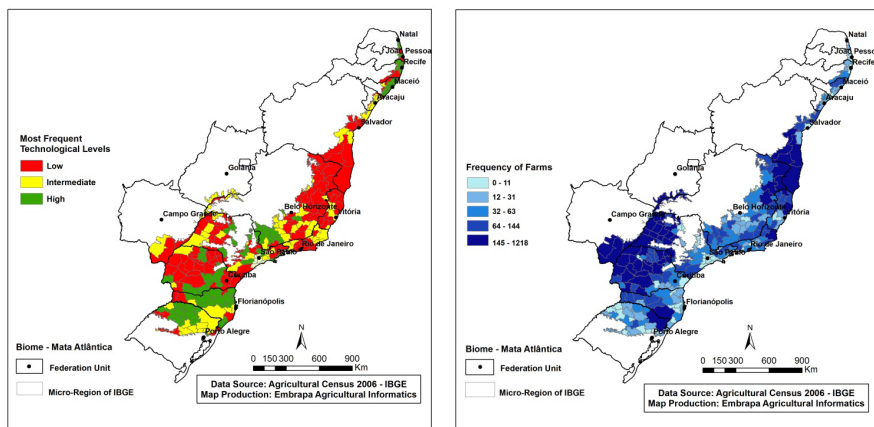 Natal
João Pessoa
Recife
Maceió
Aracaju
Salvador
Most Frequent
Technological Levels
Low
Intermediate
High
Goiânia
Campo Grande
Belo Horizonte
Vitória
Rio de Janeiro
São Paulo
Curitiba
Florianópolis
Porto Alegre
N
Biome - Mata Atlântica
Federation Unit
Micro-Region of IBGE
0 150300 600 900
Km
Data Source: Agricultural Census 2006 - IBGE
Map Production: Embrapa Agricultural Informatics
Natal
João Pesso
Recife
Maceió
Aracaju
Salvador
Frequency of Farms
0 - 11
12 - 31
32 - 63
64 - 144
145 - 1218
Goiânia
Campo Grande
Belo Horizonte
Vitória
Rio de Janeiro
São Paulo
Curitiba
Florianópolis
Porto Alegre
N
Biome - Mata Atlântica
Federation Unit
Micro-Region of IBGE
0 150 300 600 900
Km
Data Source: Agricultural Census 2006 - IBGE
Map Production: Embrapa Agricultural Informatics